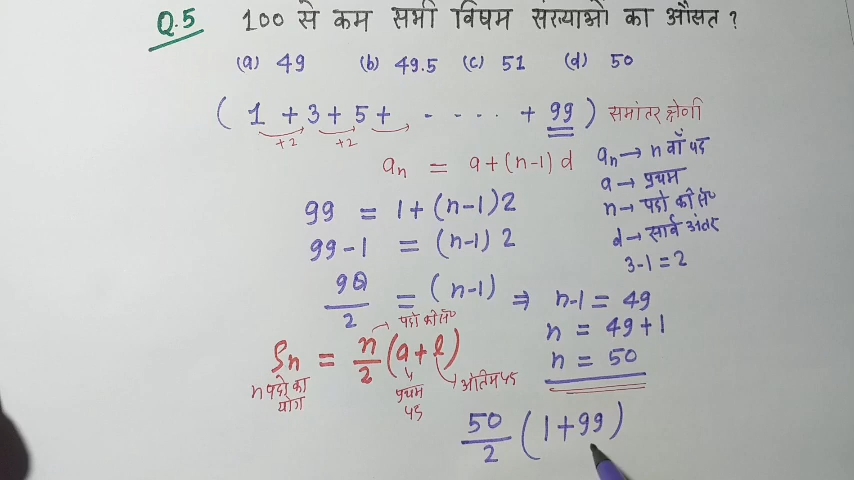 Q.5 100 से कम सभी विषम संख्याओं का औसत ?
(a) 49 (b) 49.5 (c) 51 (d) 50
( 1 + 3 + 5 + - .... + 99 ) समांतर श्रेणी
+2 +2
an = a + (n-1) d
an → n वाँ पद
a → प्रथम
n → पदो की सं०
d → सार्व अंतर
3-1 = 2
99 = 1 + (n-1) 2
99-1 = (n-1) 2
98/2 = (n-1) ⇒ n-1 = 49
n = 49+1
n = 50
Sn = n/2 (a + l)
→ पदो की सं०
n पदो का योग
प्रथम पद
→ अंतिम पद
50/2 (1+99)